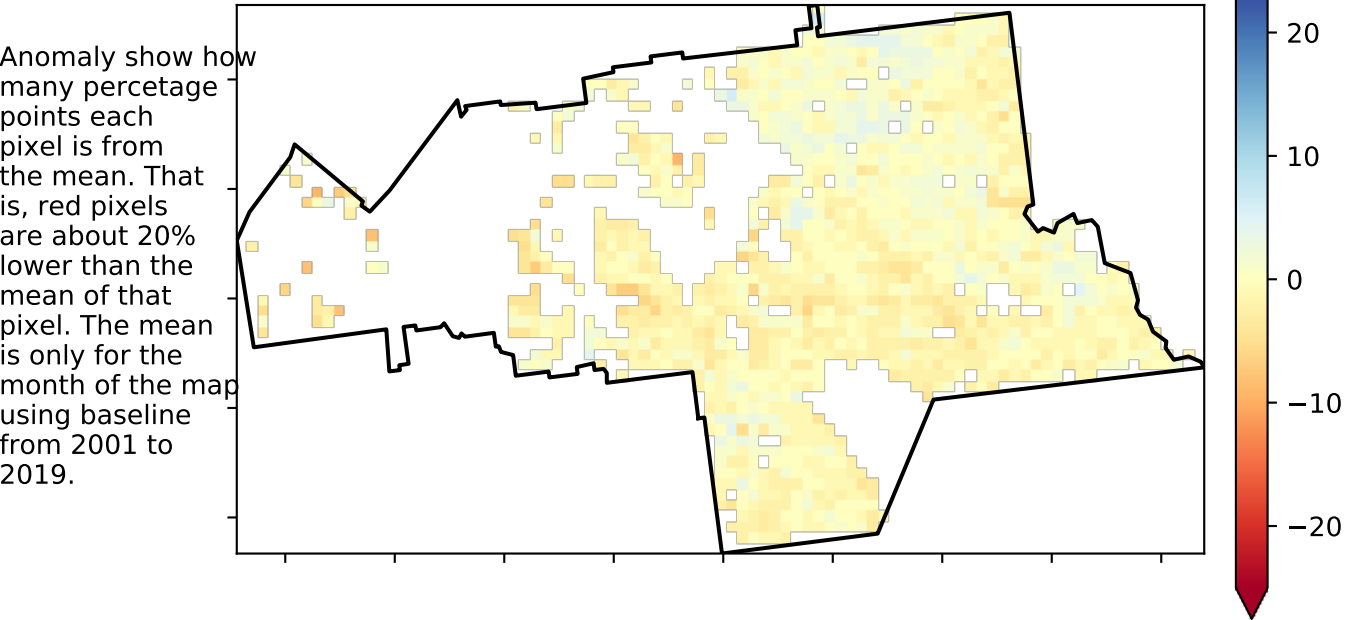 Anomaly show how
many percetage
points each
pixel is from
the mean. That
is, red pixels
are about 20%
lower than the
mean of that
pixel. The mean
is only for the
month of the map
using baseline
from 2001 to
2019.
20
10
0
−10
−20